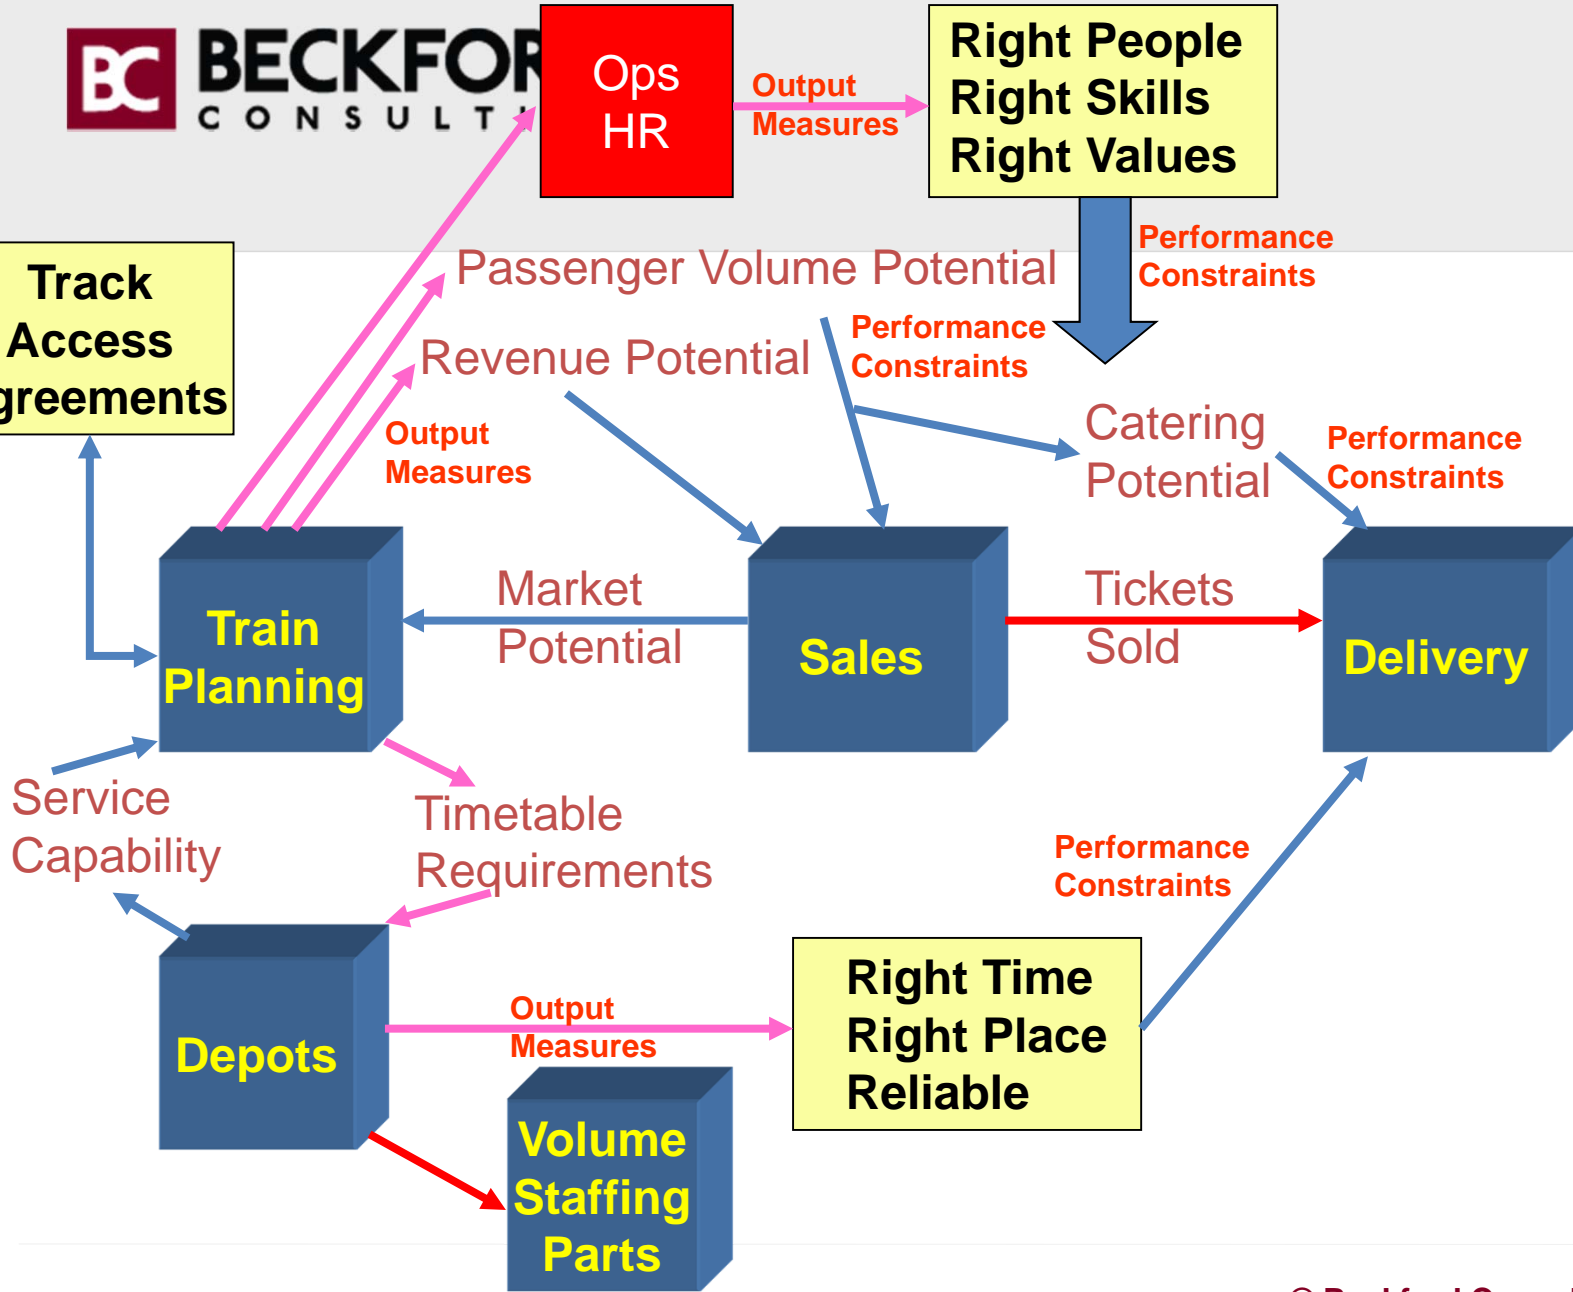 BC
CONSULT
Ops
HR
Output
Measures
Right People
Right Skills
Right Values
Performance
Constraints
Track
Access
greements
Passenger Volume Potential
Revenue Potential
Performance
Constraints
Output
Measures
Catering
Potential
Performance
Constraints
Train
Planning
Market
Potential
Sales
Tickets
Sold
Delivery
Service
Capability
Timetable
Requirements
Performance
Constraints
Depots
Output
Measures
Right Time
Right Place
Reliable
Volume
Staffing
Parts